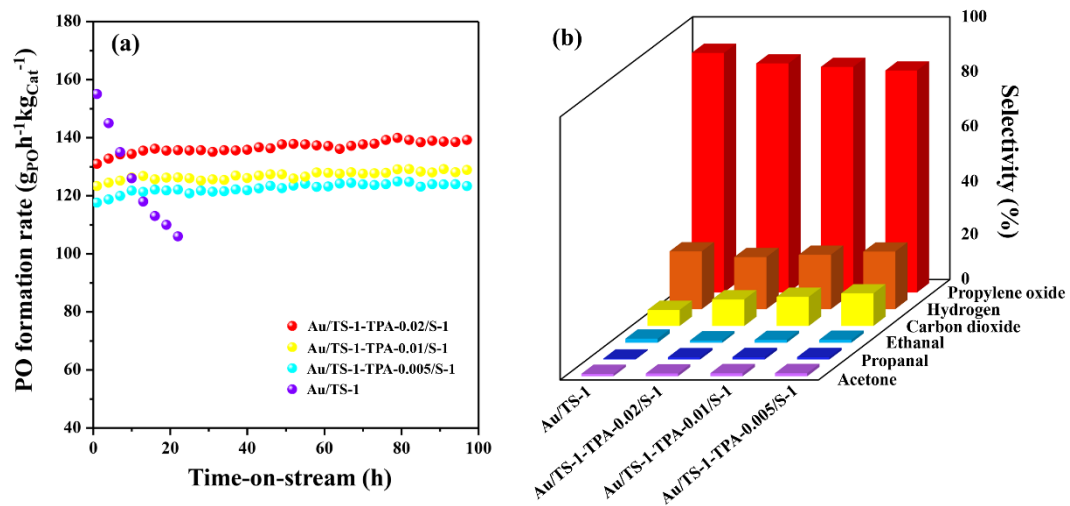 (a)
PO formation rate (g_PO h^-1 kg_Cat^-1)
180
160
140
120
100
80
60
40
0
20
40
60
80
100
Time-on-stream (h)
Au/TS-1-TPA-0.02/S-1
Au/TS-1-TPA-0.01/S-1
Au/TS-1-TPA-0.005/S-1
Au/TS-1
(b)
100
80
60
40
20
0
Selectivity (%)
Propylene oxide
Hydrogen
Carbon dioxide
Ethanal
Propanal
Acetone
Au/TS-1
Au/TS-1-TPA-0.02/S-1
Au/TS-1-TPA-0.01/S-1
Au/TS-1-TPA-0.005/S-1